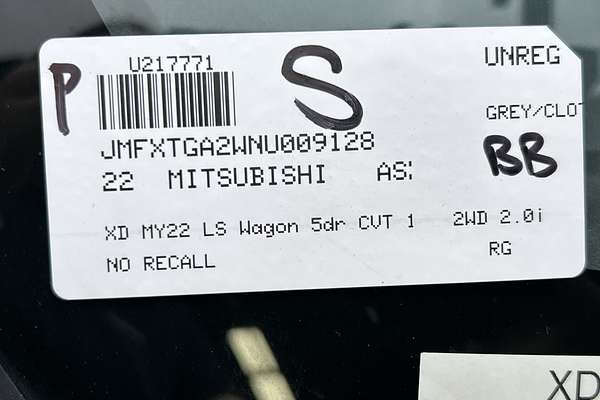 P
U217771
S
UNREG
GREY/CLO
JMFXTGA2WNU009128
BB
22 MITSUBISHI AS
XD MY22 LS Wagon 5dr CVT 1 2WD 2.0i
NO RECALL
RG
XD